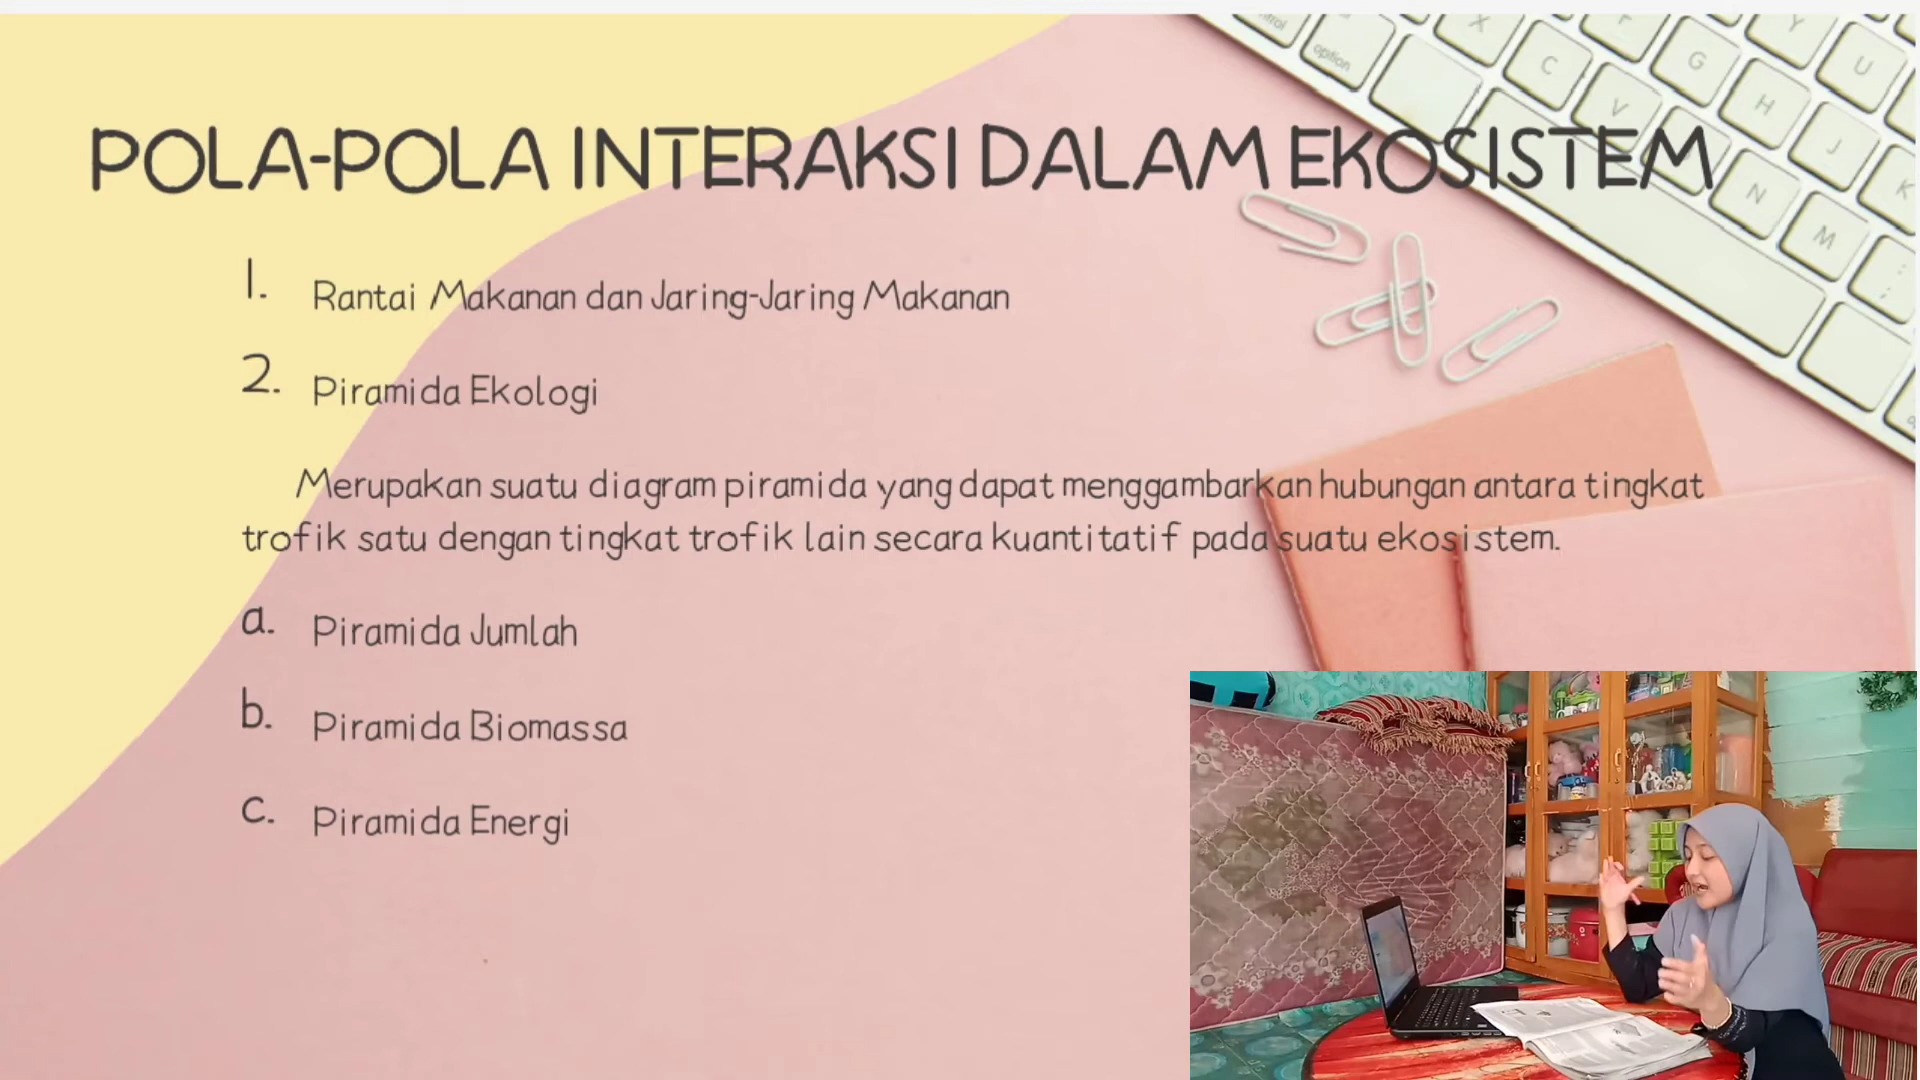 POLA-POLA INTERAKSI DALAM EKOSISTEM
1. Rantai Makanan dan Jaring-Jaring Makanan
2. Piramida Ekologi
Merupakan suatu diagram piramida yang dapat menggambarkan hubungan antara tingkat
trofik satu dengan tingkat trofik lain secara kuantitatif pada suatu ekosistem.
a. Piramida Jumlah
b. Piramida Biomassa
c. Piramida Energi
option
X
C
V
F
G
H
Y
U
J
K
N
M